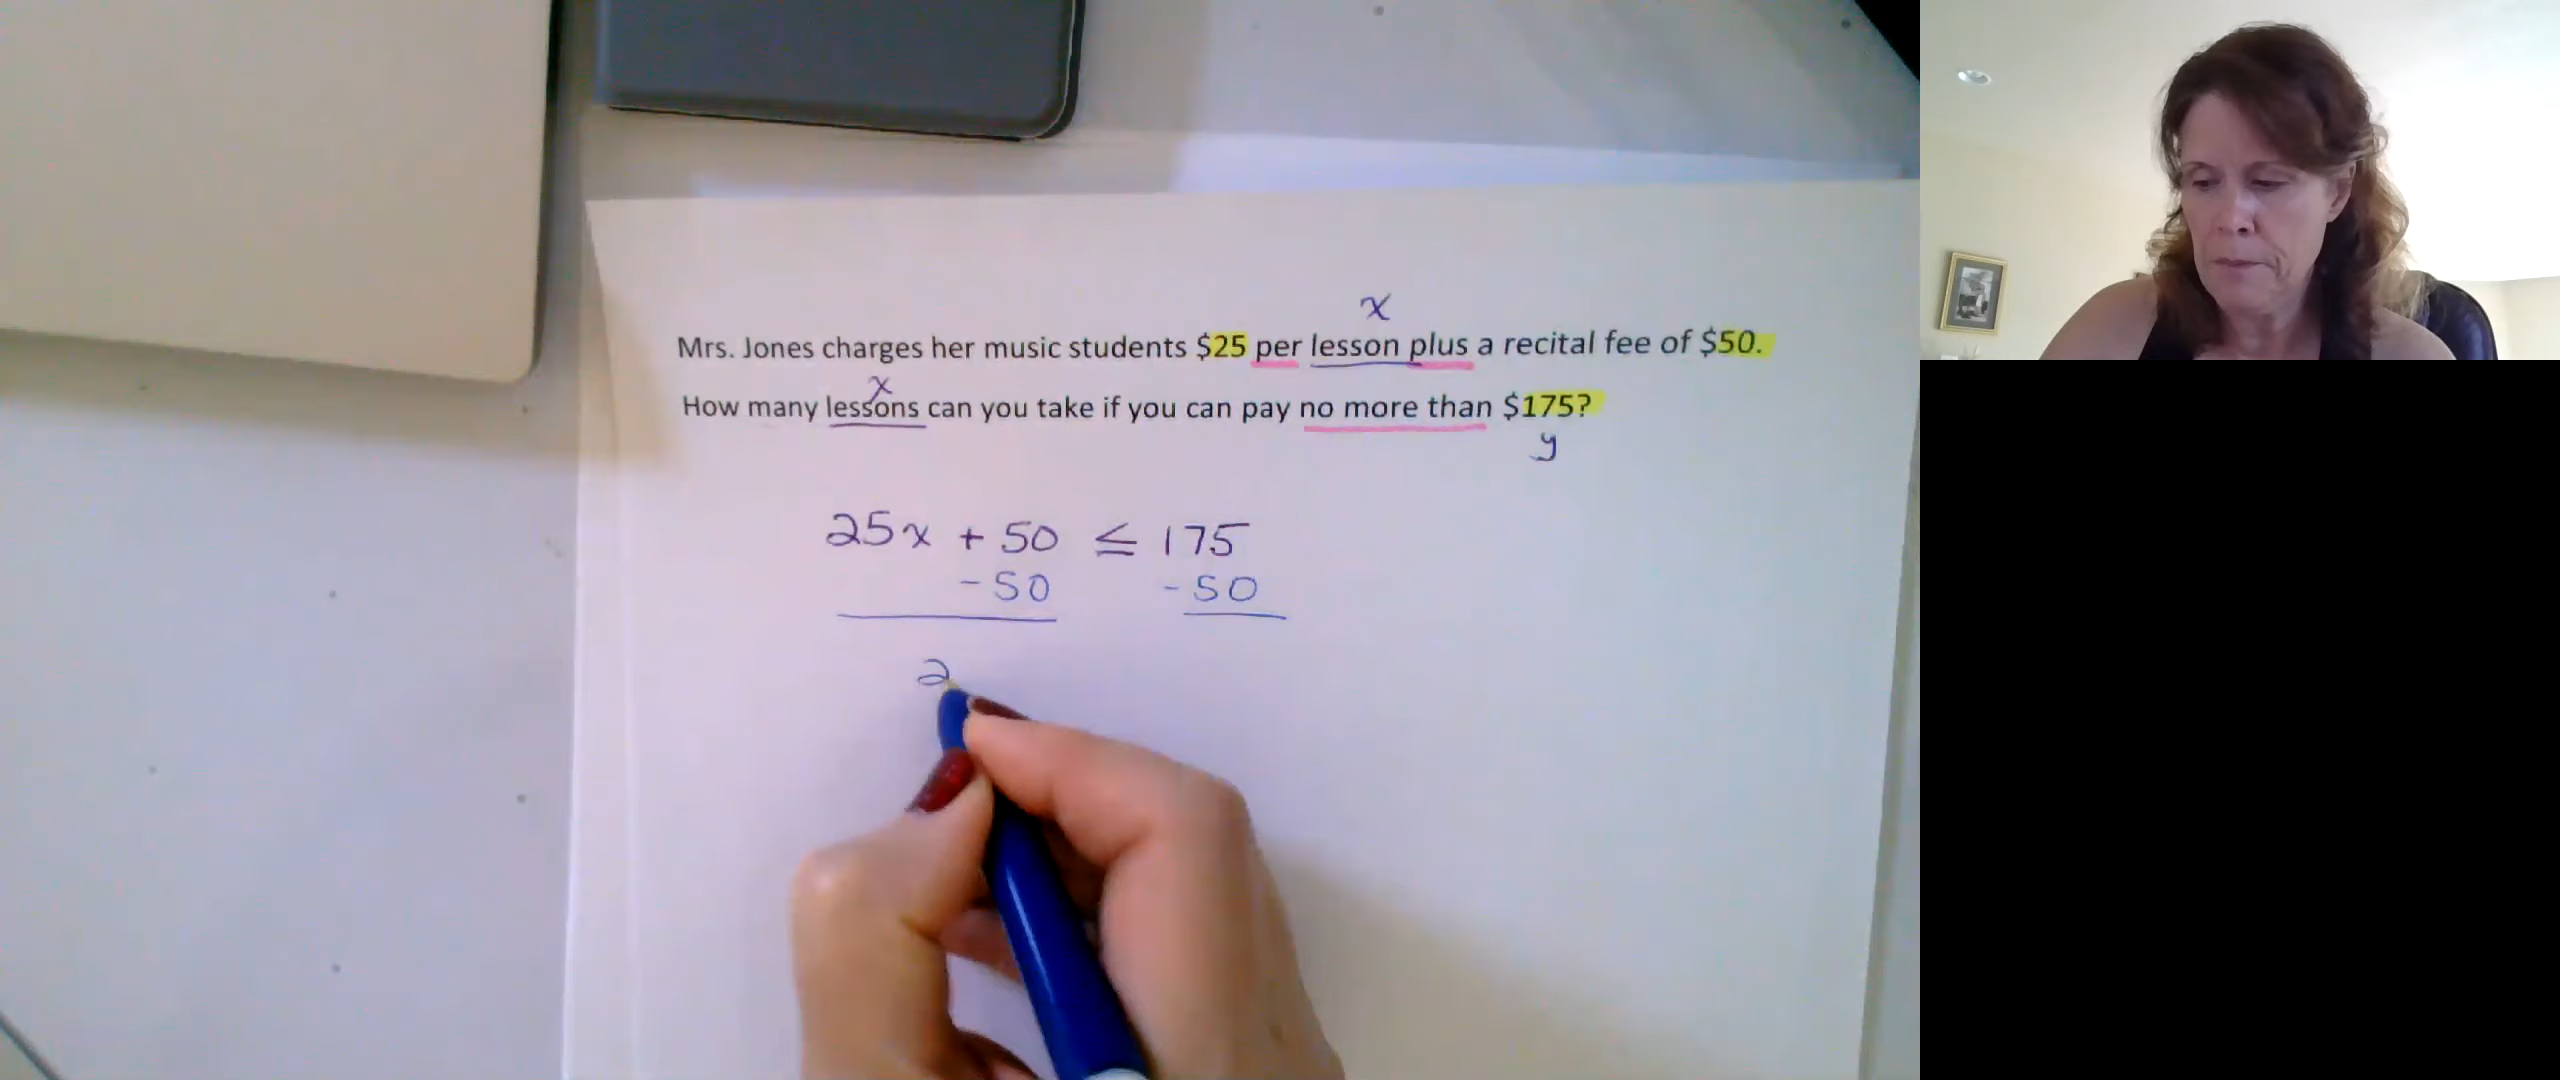 x
Mrs. Jones charges her music students $25 per lesson plus a recital fee of $50.
x
How many lessons can you take if you can pay no more than $175?
y
25x + 50 ≤ 175
-50 -50
2